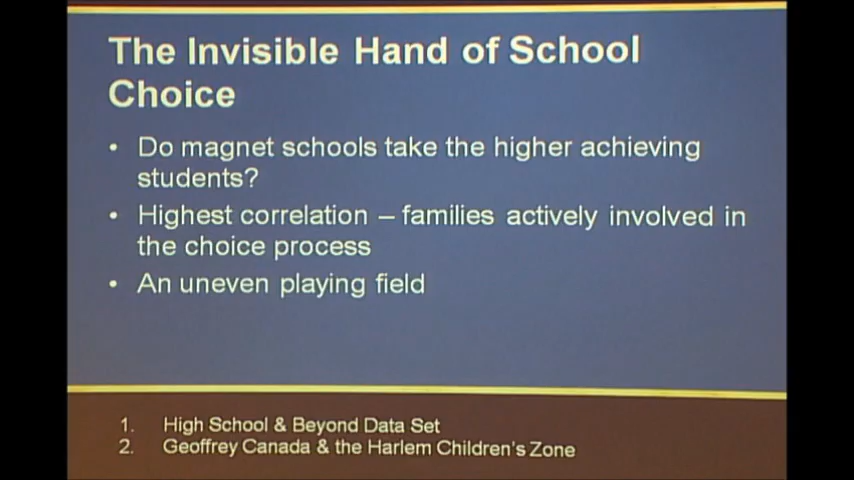 The Invisible Hand of School
Choice
• Do magnet schools take the higher achieving
students?
• Highest correlation – families actively involved in
the choice process
• An uneven playing field
1. High School & Beyond Data Set
2. Geoffrey Canada & the Harlem Children's Zone